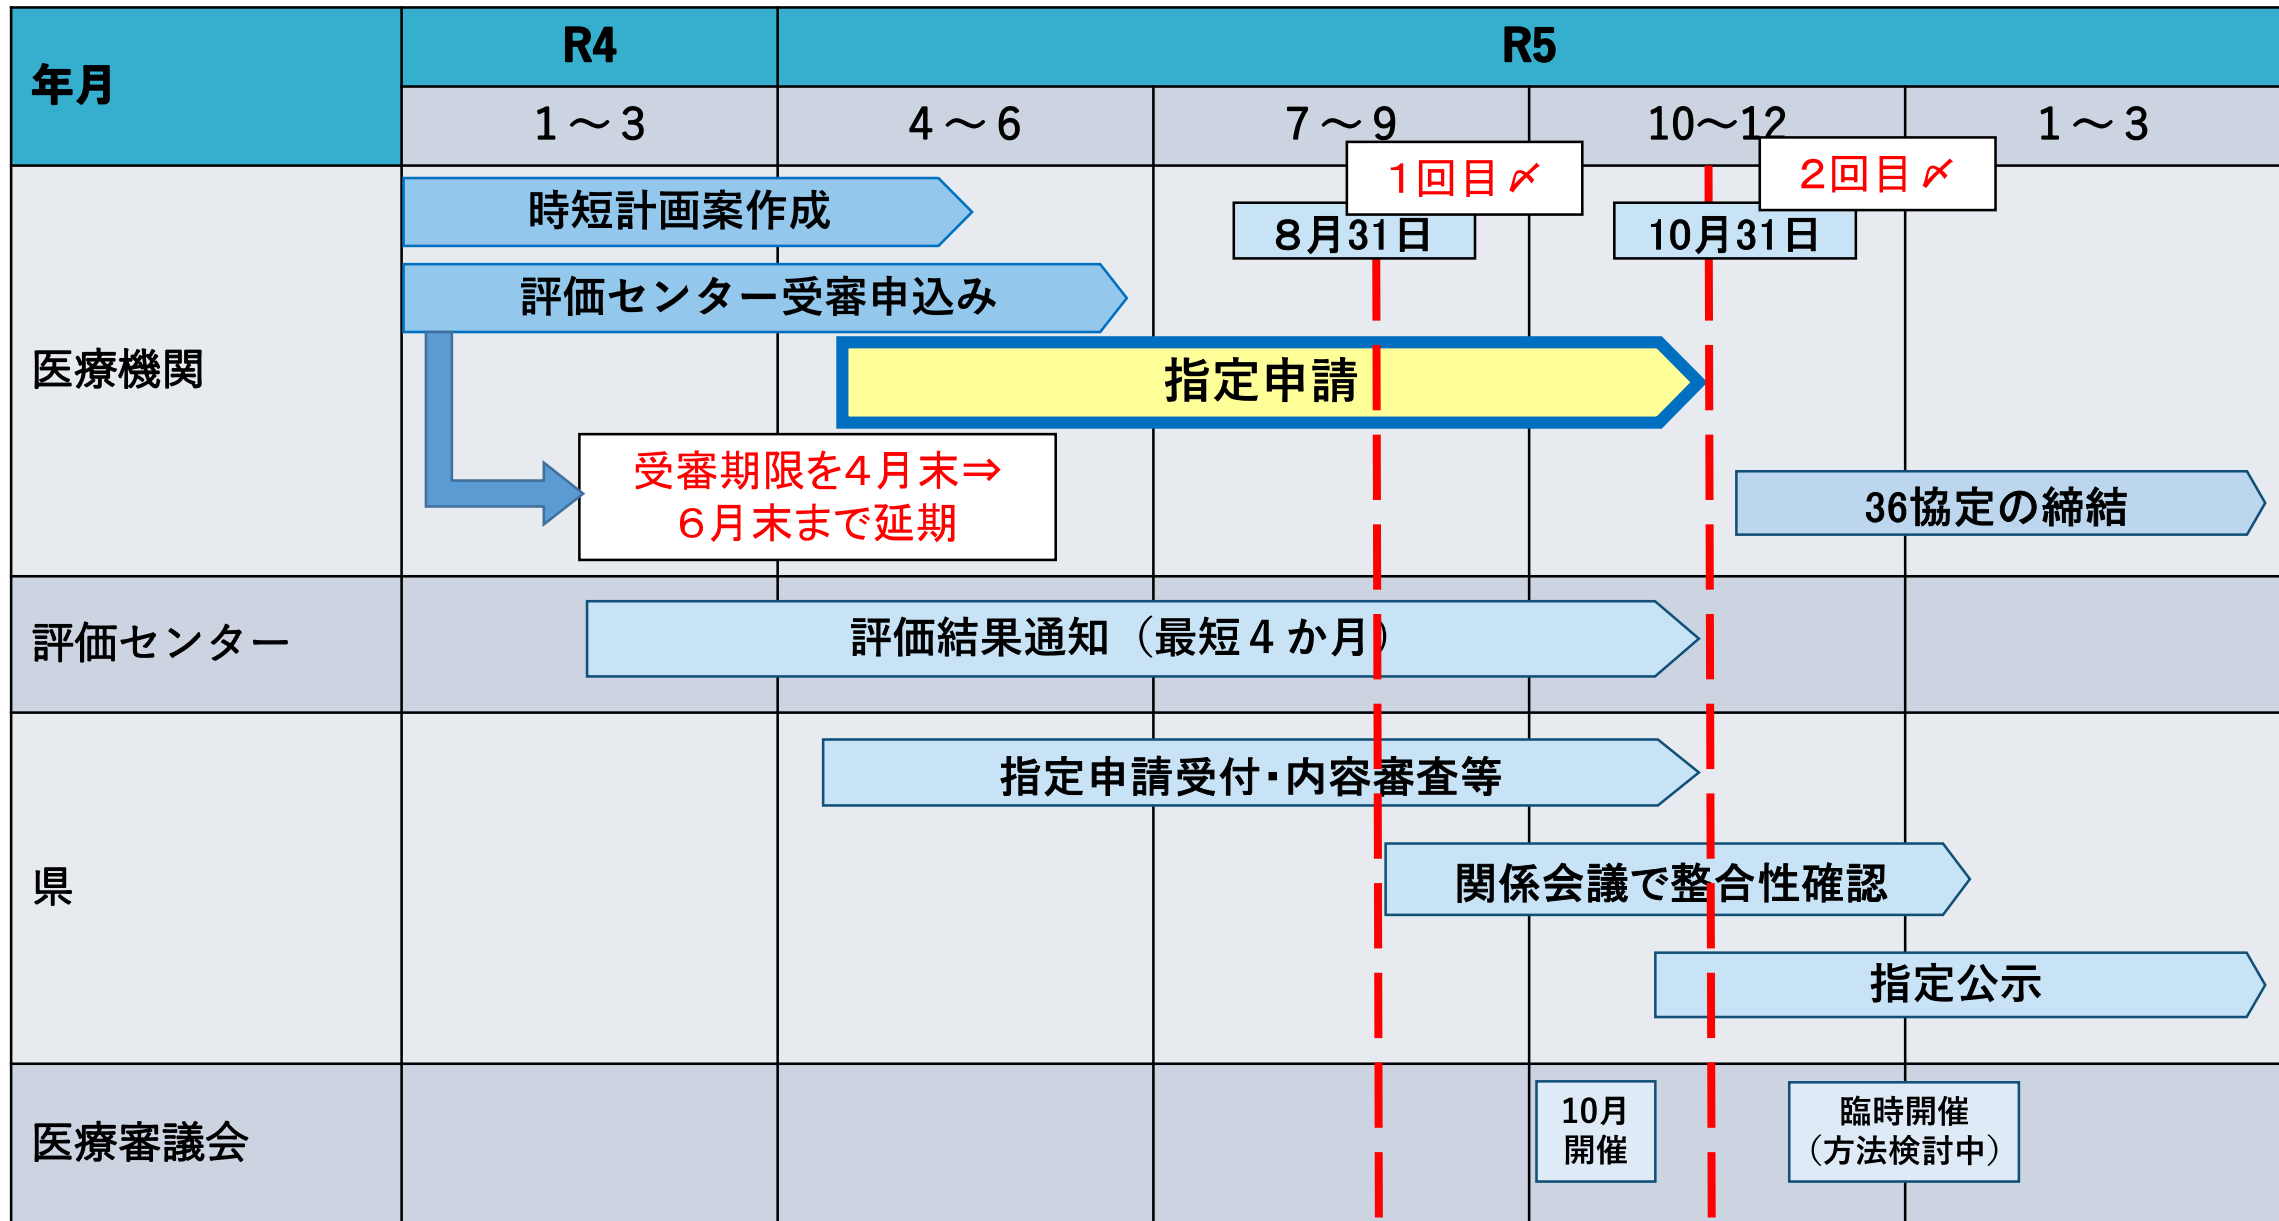 年月
R4
R5
1～3
4～6
7～9
10～12
1～3
医療機関
1回目〆
2回目〆
時短計画案作成
8月31日
10月31日
評価センター受審申込み
指定申請
受審期限を4月末⇒
6月末まで延期
36協定の締結
評価センター
評価結果通知（最短4か月）
県
指定申請受付・内容審査等
関係会議で整合性確認
指定公示
医療審議会
10月
開催
臨時開催
（方法検討中）